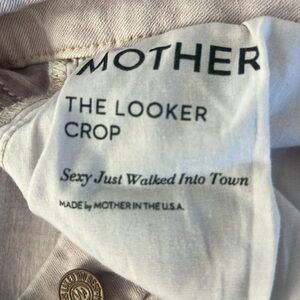 MOTHER
THE LOOKER
CROP
Sexy Just Walked Into Town
MADE by MOTHER IN THE U.S.A.